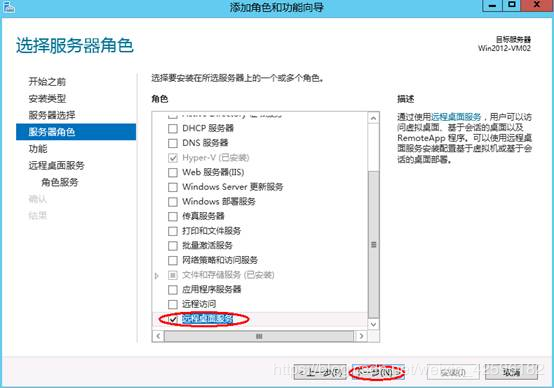 添加角色和功能向导
选择服务器角色
目标服务器
Win2012-VM02
开始之前
安装类型
服务器选择
服务器角色
功能
远程桌面服务
角色服务
确认
结果
选择要安装在所选服务器上的一个或多个角色。
角色
DHCP 服务器
DNS 服务器
Hyper-V (已安装)
Web 服务器(IIS)
Windows Server 更新服务
Windows 部署服务
传真服务器
打印和文件服务
批量激活服务
网络策略和访问服务
文件和存储服务 (已安装)
应用程序服务器
远程访问
远程桌面服务
描述
通过使用远程桌面服务，用户可以访
问虚拟桌面、基于会话的桌面以及
RemoteApp 程序。可以使用远程桌
面服务安装配置基于虚拟机或基于会
话的桌面部署。
< 上一步(P)
下一步(N) >
安装(I)
取消